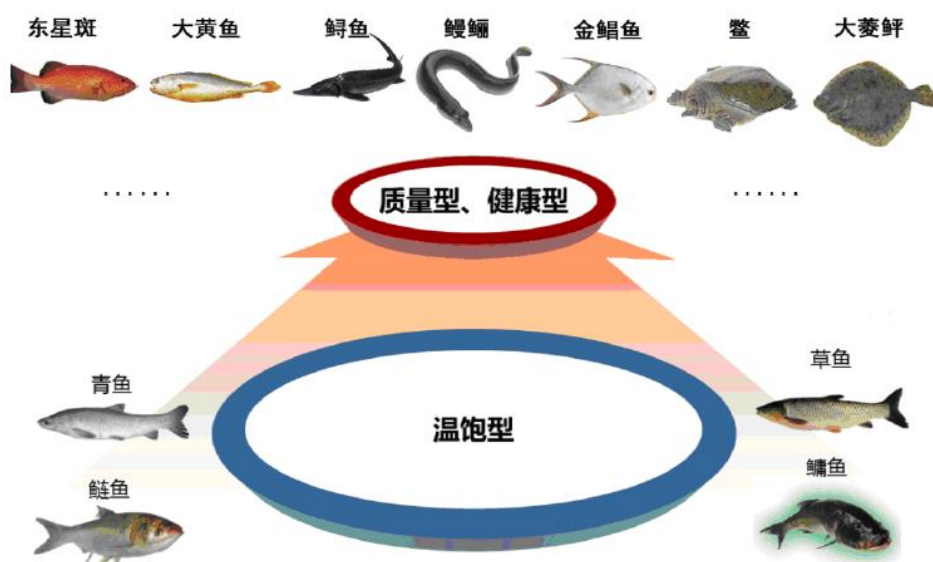 东星斑 大黄鱼 鲟鱼 鳗鲡 金鲳鱼 鳖 大菱鲆
...... ......
质量型、健康型
青鱼 草鱼
温饱型
鲢鱼 鳙鱼